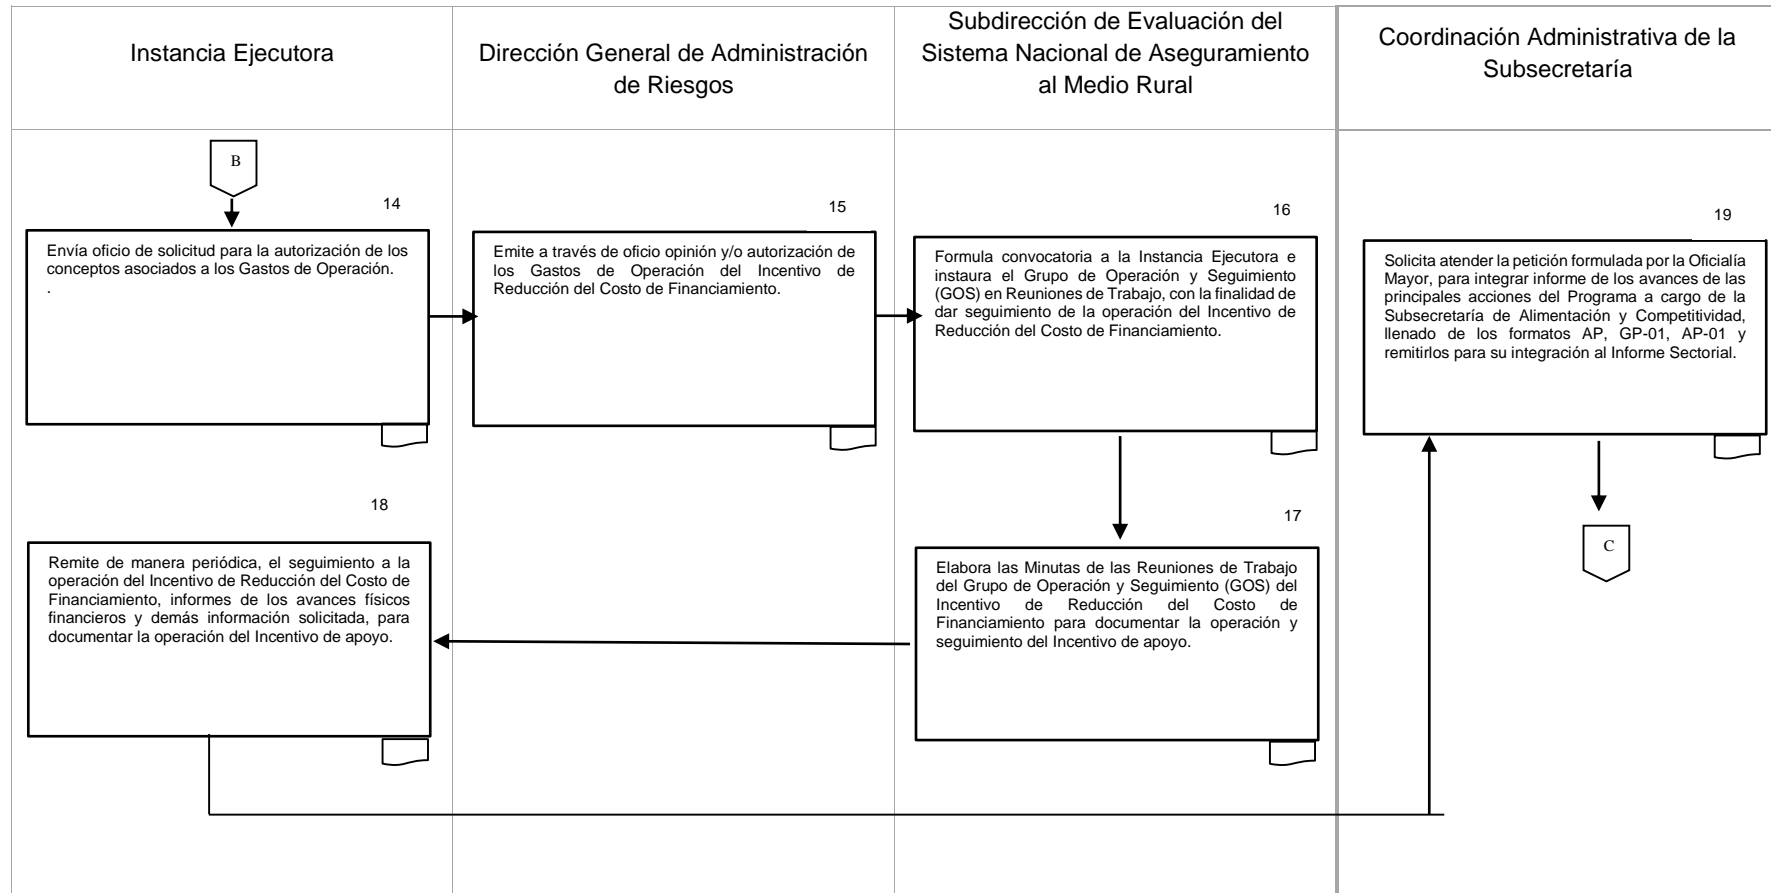 Instancia Ejecutora
Dirección General de Administración
de Riesgos
Subdirección de Evaluación del
Sistema Nacional de Aseguramiento
al Medio Rural
Coordinación Administrativa de la
Subsecretaría
B
14
Envía oficio de solicitud para la autorización de los
conceptos asociados a los Gastos de Operación.
.
15
Emite a través de oficio opinión y/o autorización de
los Gastos de Operación del Incentivo de
Reducción del Costo de Financiamiento.
16
Formula convocatoria a la Instancia Ejecutora e
instaura el Grupo de Operación y Seguimiento
(GOS) en Reuniones de Trabajo, con la finalidad de
dar seguimiento de la operación del Incentivo de
Reducción del Costo de Financiamiento.
19
Solicita atender la petición formulada por la Oficialía
Mayor, para integrar informe de los avances de las
principales acciones del Programa a cargo de la
Subsecretaría de Alimentación y Competitividad,
llenado de los formatos AP, GP-01, AP-01 y
remitirlos para su integración al Informe Sectorial.
18
Remite de manera periódica, el seguimiento a la
operación del Incentivo de Reducción del Costo de
Financiamiento, informes de los avances físicos
financieros y demás información solicitada, para
documentar la operación del Incentivo de apoyo.
17
Elabora las Minutas de las Reuniones de Trabajo
del Grupo de Operación y Seguimiento (GOS) del
Incentivo de Reducción del Costo de
Financiamiento para documentar la operación y
seguimiento del Incentivo de apoyo.
C